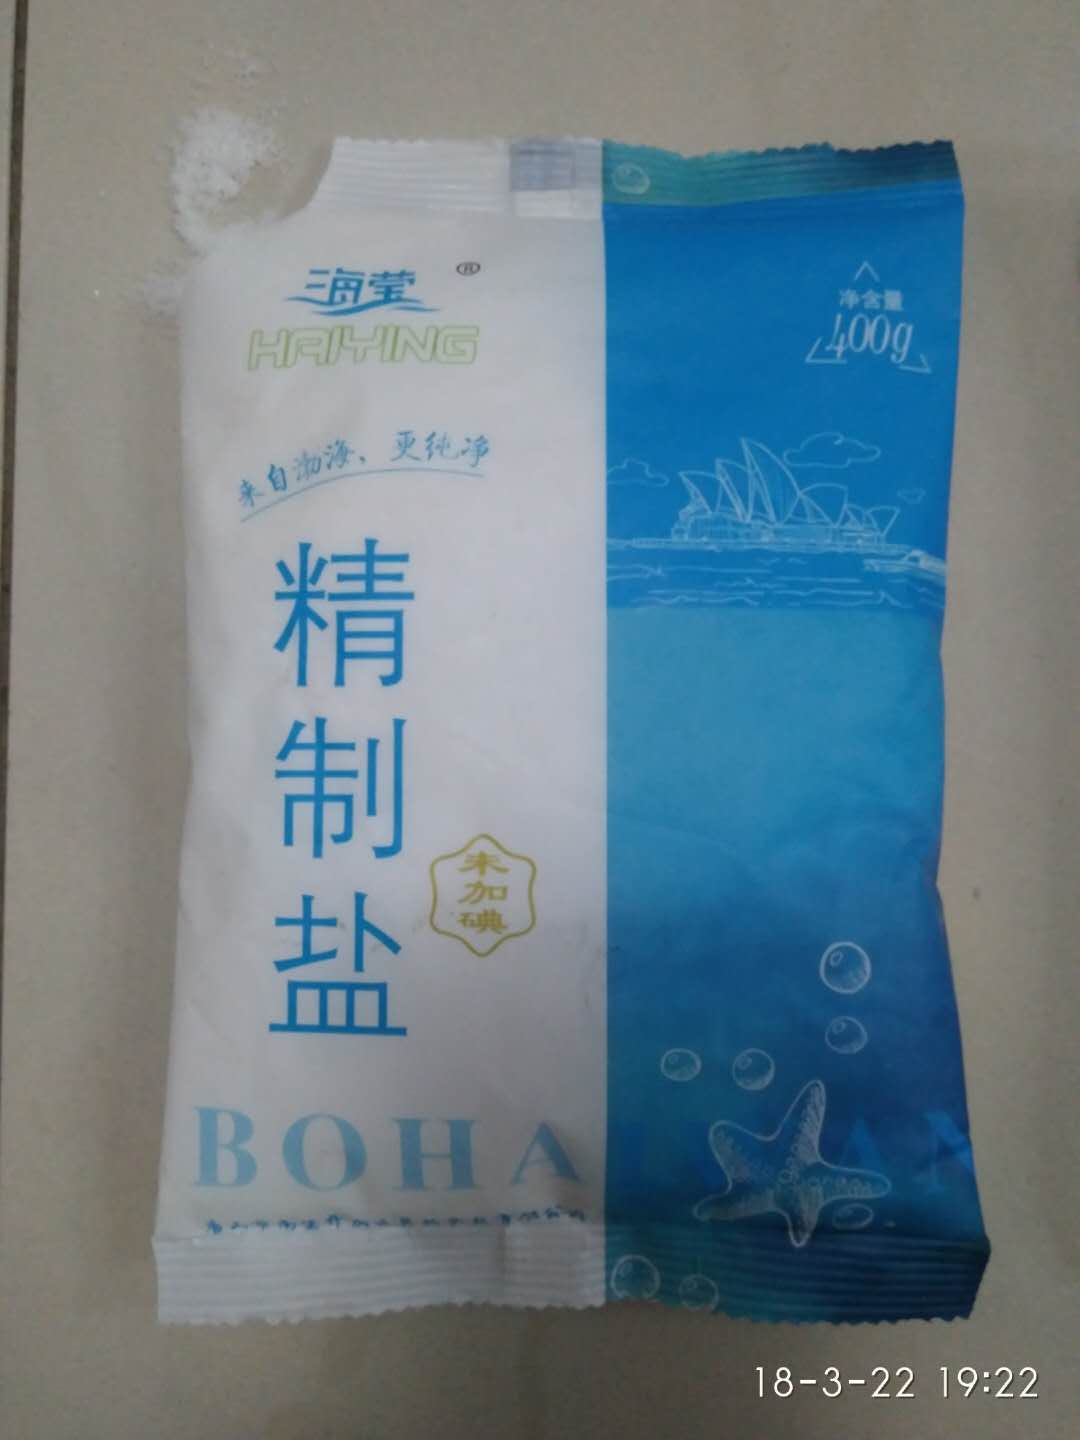 海莹 ®
HAIYING
净含量
400g
来自渤海、更纯净
精制盐
未加碘
BOHA
18-3-22 19:22